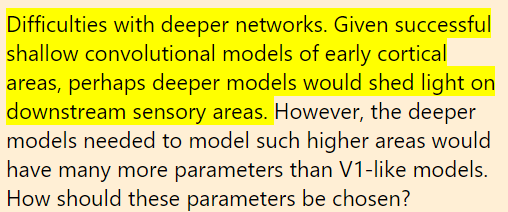 Difficulties with deeper networks. Given successful
shallow convolutional models of early cortical
areas, perhaps deeper models would shed light on
downstream sensory areas. However, the deeper
models needed to model such higher areas would
have many more parameters than V1-like models.
How should these parameters be chosen?